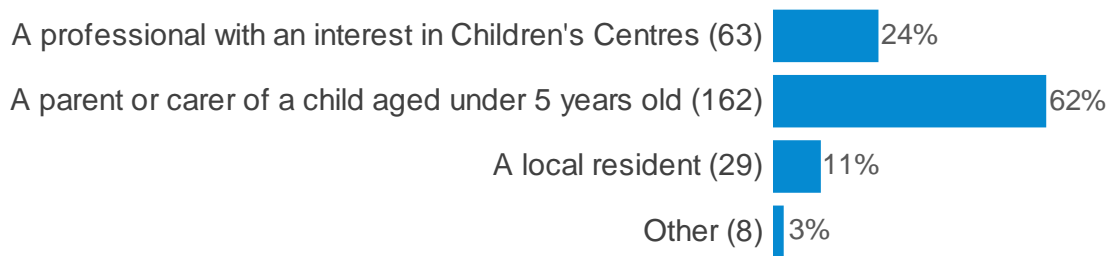 A professional with an interest in Children's Centres (63) 24%
A parent or carer of a child aged under 5 years old (162) 62%
A local resident (29) 11%
Other (8) 3%